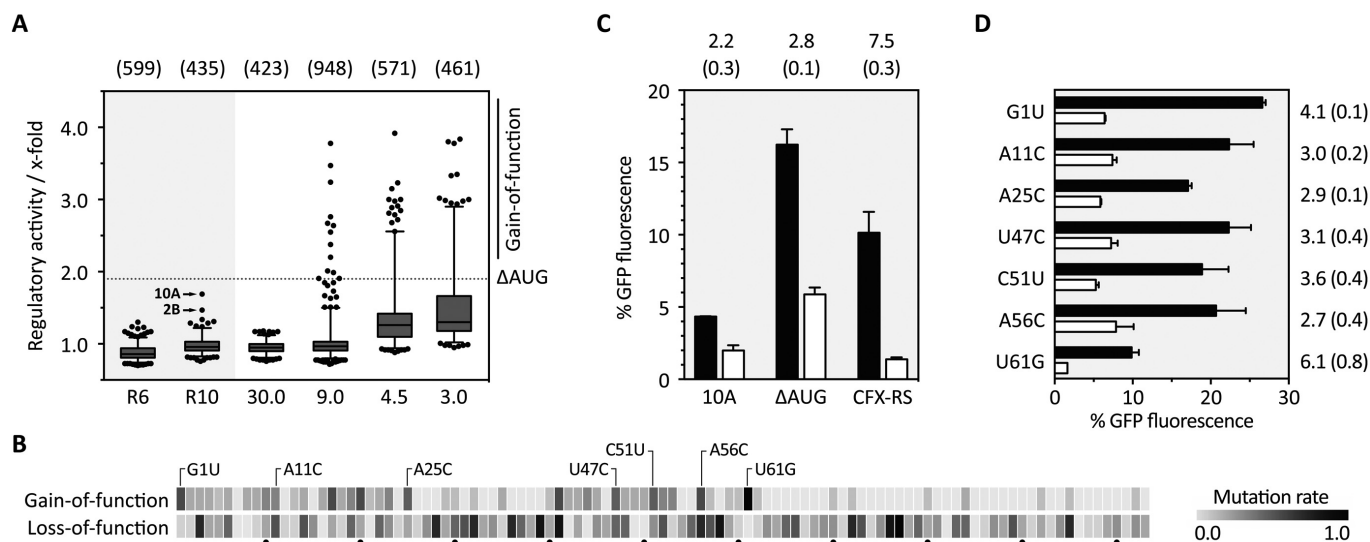 A
(599) (435) (423) (948) (571) (461)
Regulatory activity / x-fold
4.0
3.0
2.0
1.0
10A
2B
Gain-of-function
ΔAUG
R6 R10 30.0 9.0 4.5 3.0
C
2.2 2.8 7.5
(0.3) (0.1) (0.3)
% GFP fluorescence
20
15
10
5
0
10A ΔAUG CFX-RS
D
G1U 4.1 (0.1)
A11C 3.0 (0.2)
A25C 2.9 (0.1)
U47C 3.1 (0.4)
C51U 3.6 (0.4)
A56C 2.7 (0.4)
U61G 6.1 (0.8)
0 10 20 30
% GFP fluorescence
B
C51U A56C
G1U A11C A25C U47C U61G
Gain-of-function
Loss-of-function
Mutation rate
0.0 1.0